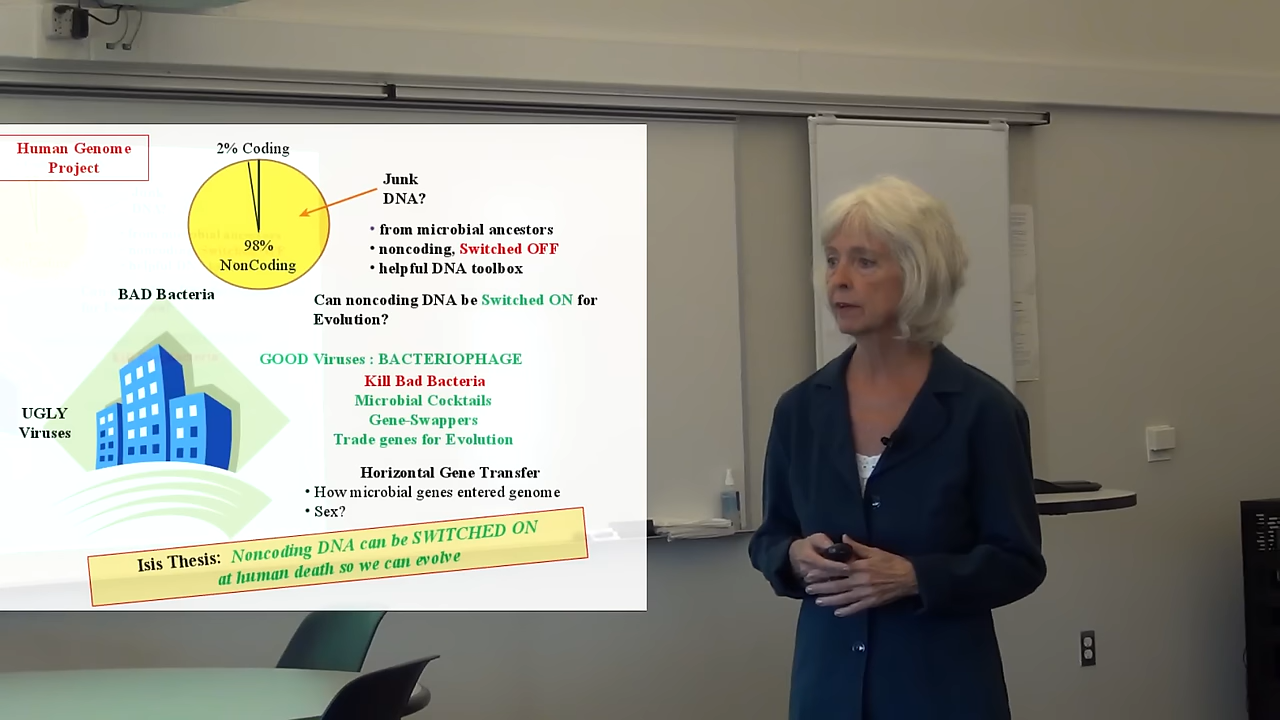 Human Genome
Project
2% Coding
98%
NonCoding
Junk
DNA?
• from microbial ancestors
• noncoding, Switched OFF
• helpful DNA toolbox
Can noncoding DNA be Switched ON for
Evolution?
BAD Bacteria
UGLY
Viruses
GOOD Viruses : BACTERIOPHAGE
Kill Bad Bacteria
Microbial Cocktails
Gene-Swappers
Trade genes for Evolution
Horizontal Gene Transfer
• How microbial genes entered genome
• Sex?
Isis Thesis: Noncoding DNA can be SWITCHED ON
at human death so we can evolve